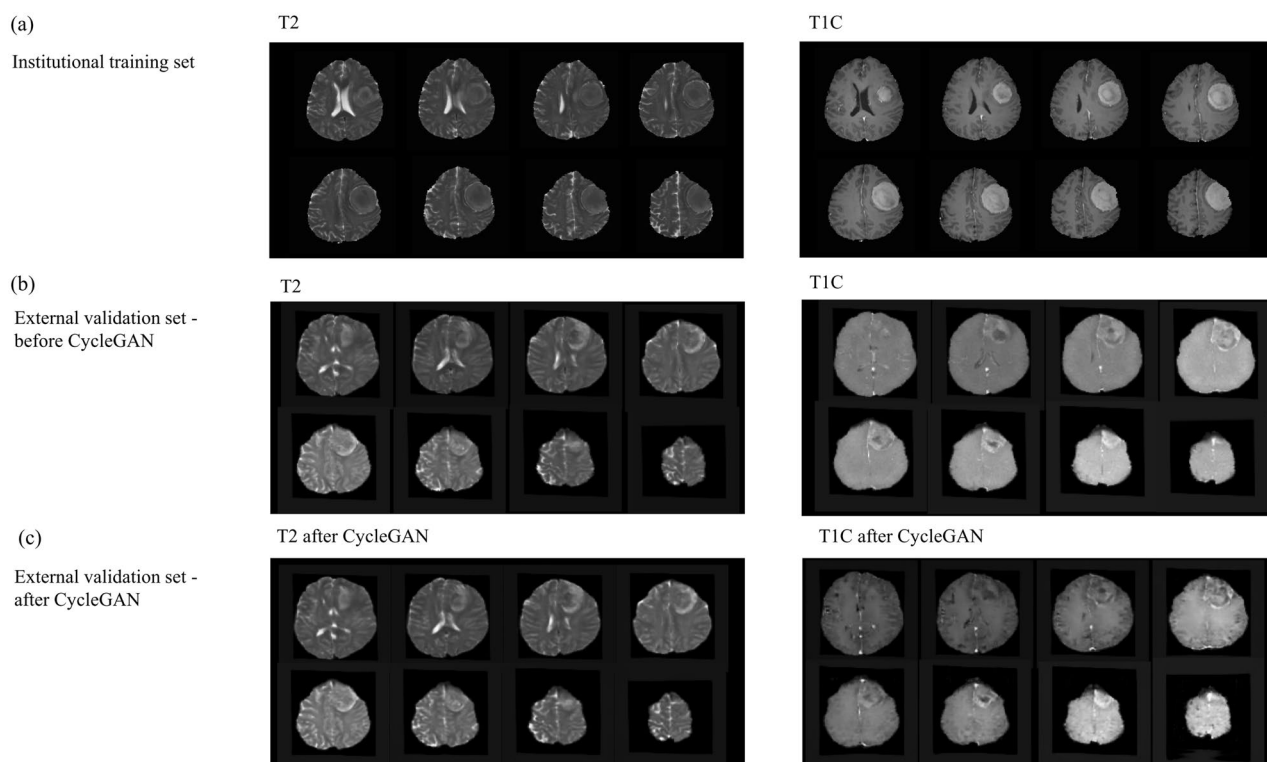 (a)
T2
T1C
Institutional training set
(b)
T2
T1C
External validation set -
before CycleGAN
(c)
T2 after CycleGAN
T1C after CycleGAN
External validation set -
after CycleGAN